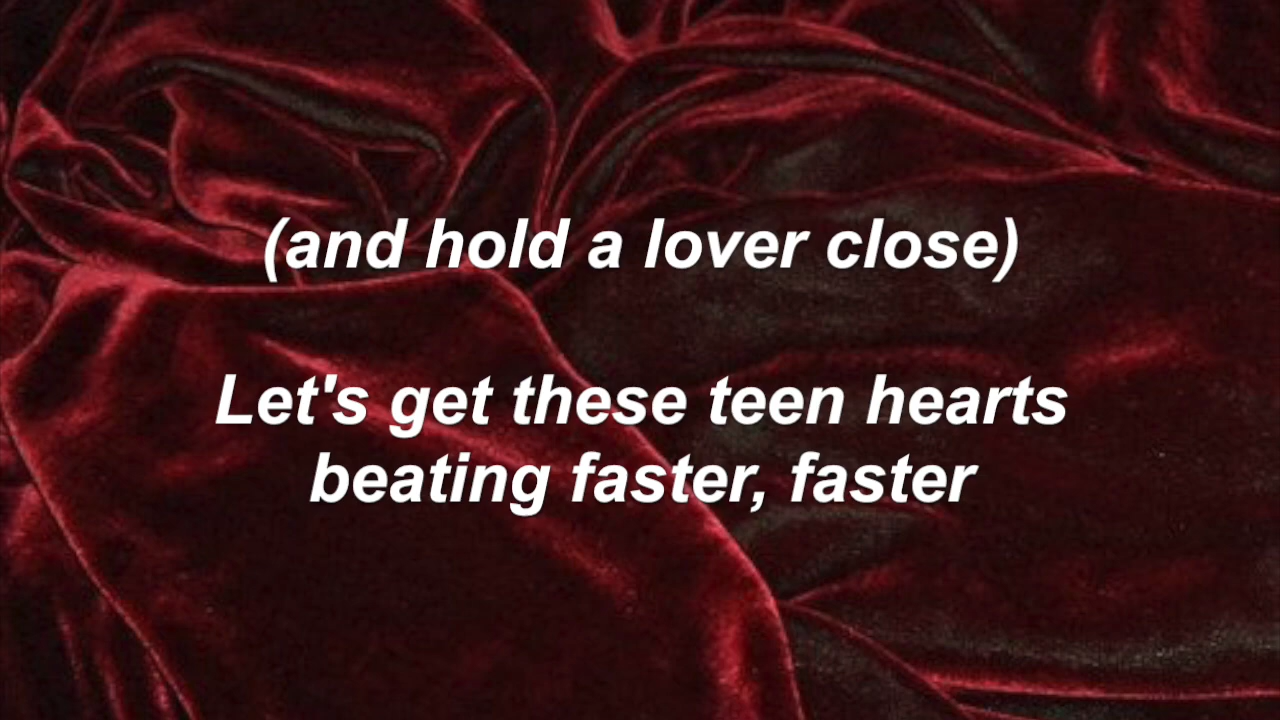 (and hold a lover close)
Let's get these teen hearts
beating faster, faster